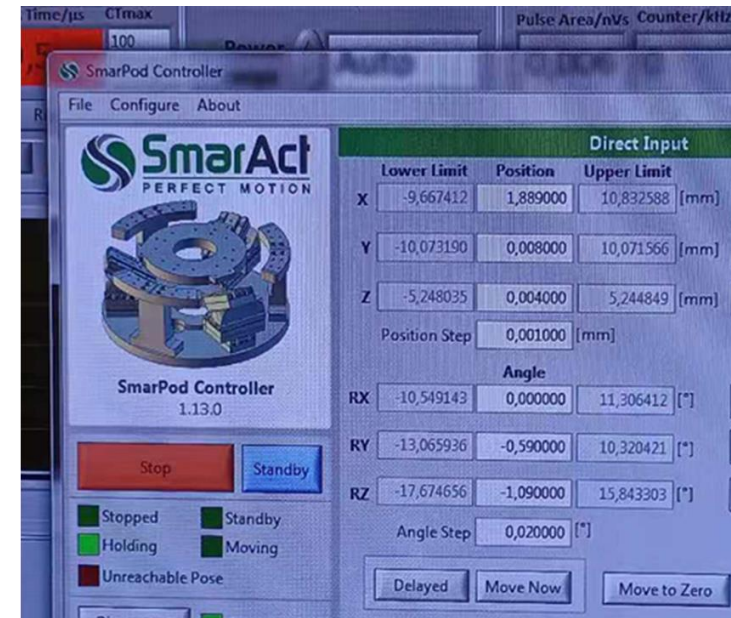 Time/µs CTmax Pulse Area/nVs Counter/kHz
100
Power
Auto
SmarPod Controller
File Configure About
SmarAct
PERFECT MOTION
SmarPod Controller
1.13.0
Stop Standby
Stopped Standby
Holding Moving
Unreachable Pose
Direct Input
Lower Limit Position Upper Limit
X -9,667412 1,889000 10,832588 [mm]
Y -10,073190 0,008000 10,071566 [mm]
Z -5,248035 0,004000 5,244849 [mm]
Position Step 0,001000 [mm]
Angle
RX -10,549143 0,000000 11,306412 [°]
RY -13,065936 -0,590000 10,320421 [°]
RZ -17,674656 -1,090000 15,843303 [°]
Angle Step 0,020000 [°]
Delayed Move Now Move to Zero